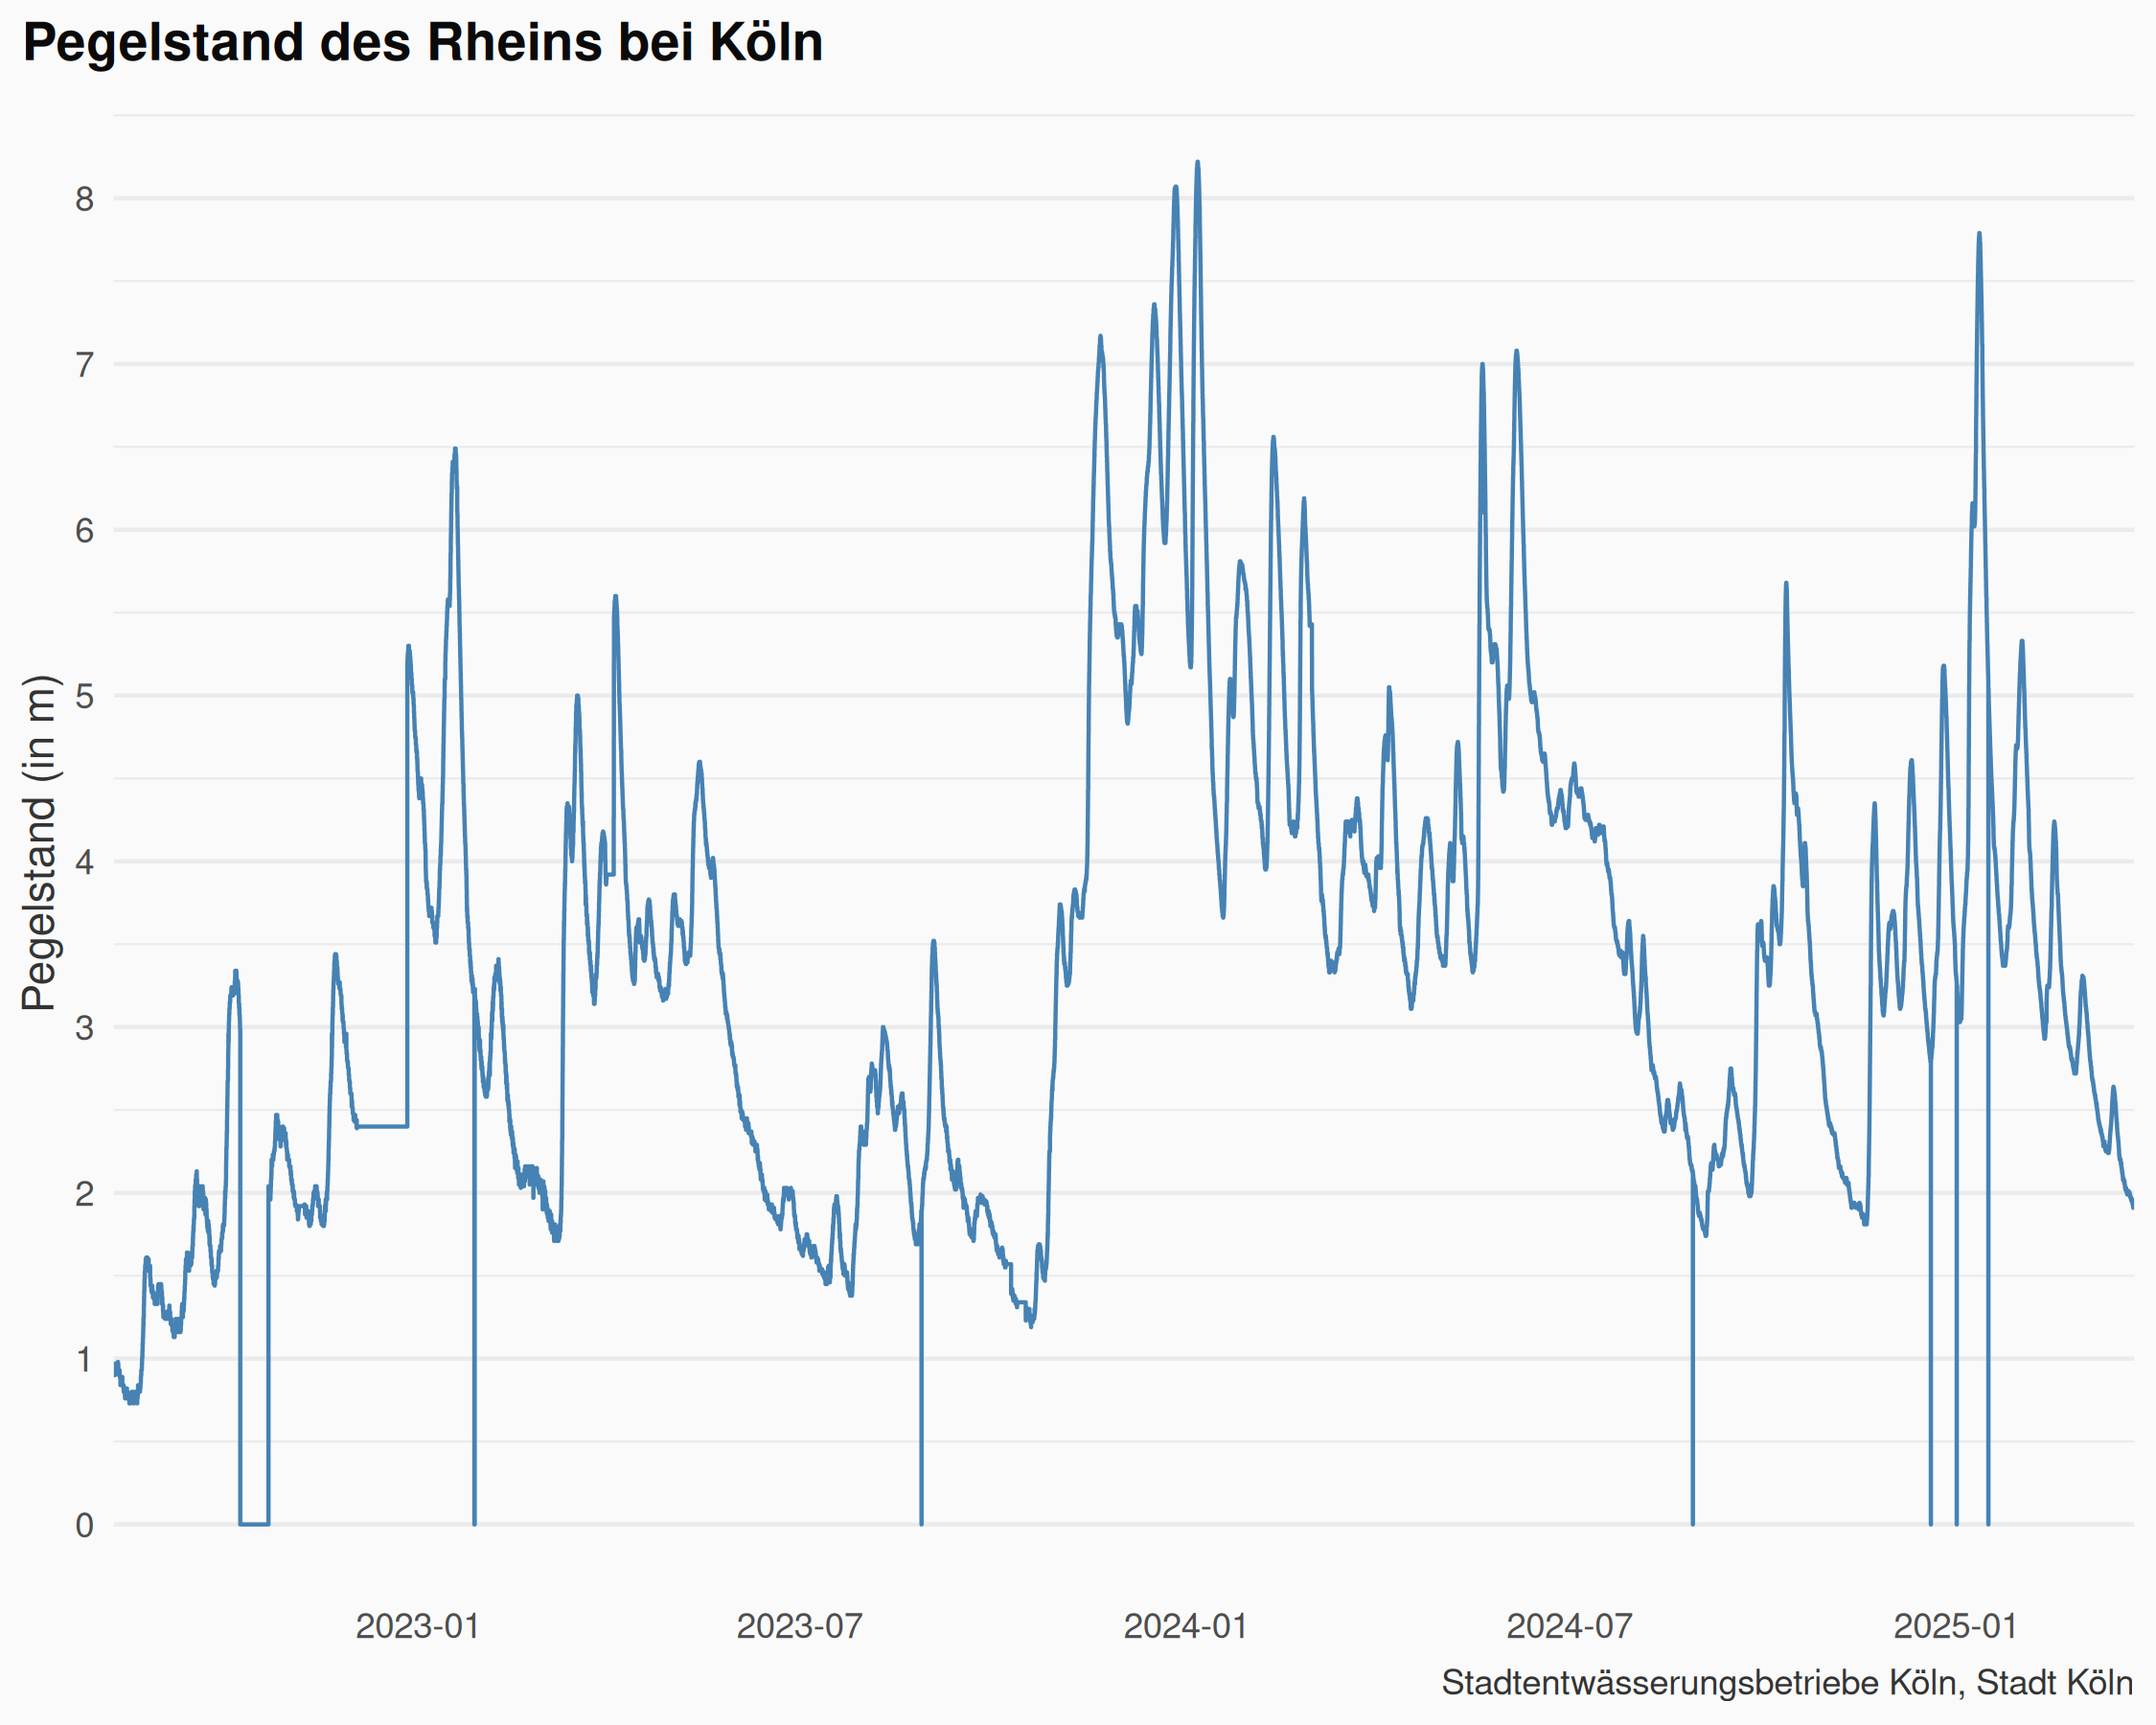 Pegelstand des Rheins bei Köln
Pegelstand (in m)
8
7
6
5
4
3
2
1
0
2023-01 2023-07 2024-01 2024-07 2025-01
Stadtentwässerungsbetriebe Köln, Stadt Köln